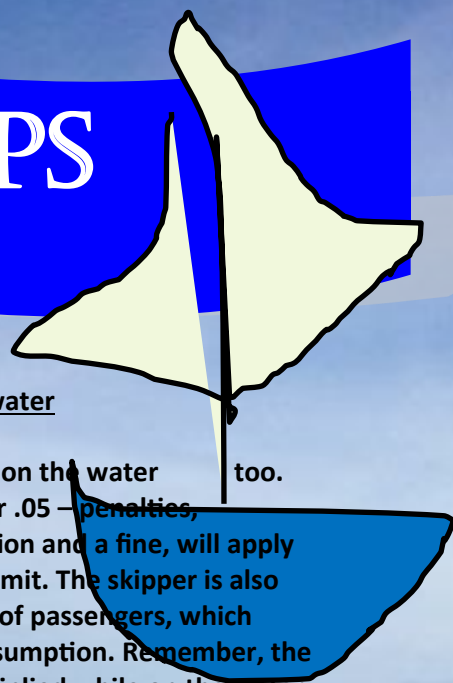 PS
water
on the water too.
r .05 – penalties,
ion and a fine, will apply
mit. The skipper is also
of passengers, which
sumption. Remember, the